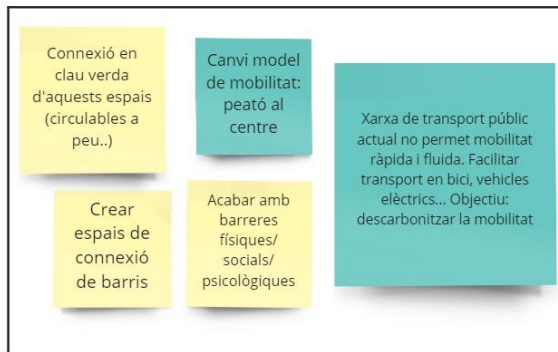 Connexió en
clau verda
d'aquests espais
(circulables a
peu..)
Canvi model
de mobilitat:
peató al
centre
Xarxa de transport públic
actual no permet mobilitat
ràpida i fluida. Facilitar
transport en bici, vehicles
elèctrics... Objectiu:
descarbonitzar la mobilitat
Crear
espais de
connexió
de barris
Acabar amb
barreres
físiques/
socials/
psicològiques